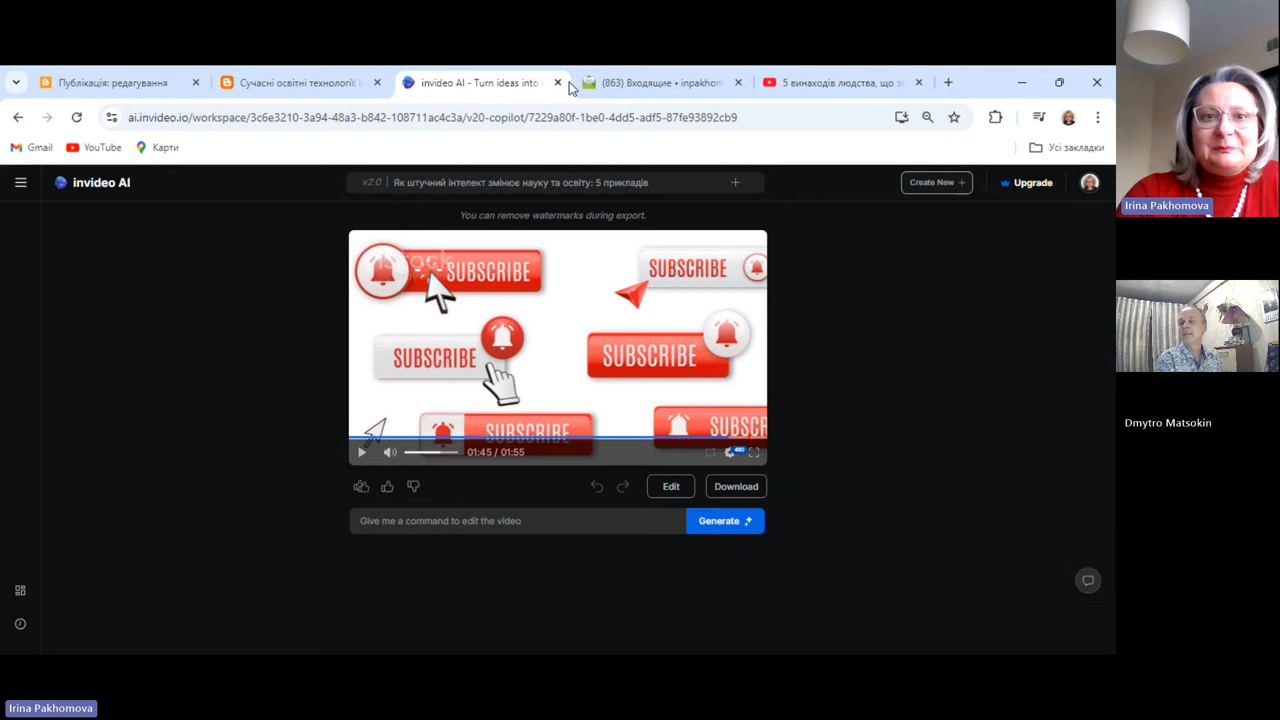 Публікація: редагування
Сучасні освітні технології:
invideo AI - Turn ideas into
(863) Входящие • inpakhom
5 винаходів людства, що
ai.invideo.io/workspace/3c6e3210-3a94-48a3-b842-108711ac4c3a/v20-copilot/7229a80f-1be0-4dd5-adf5-87fe93892cb9
Gmail
YouTube
Карти
Усі закладки
invideo AI
v2.0
Як штучний інтелект змінює науку та освіту: 5 прикладів
Create New
Upgrade
You can remove watermarks during export.
SUBSCRIBE
SUBSCRIBE
SUBSCRIBE
SUBSCRIBE
SUBSCRIBE
SUBSCR
01:45 / 01:55
480
Edit
Download
Give me a command to edit the video
Generate
Irina Pakhomova
Dmytro Matsokin
Irina Pakhomova